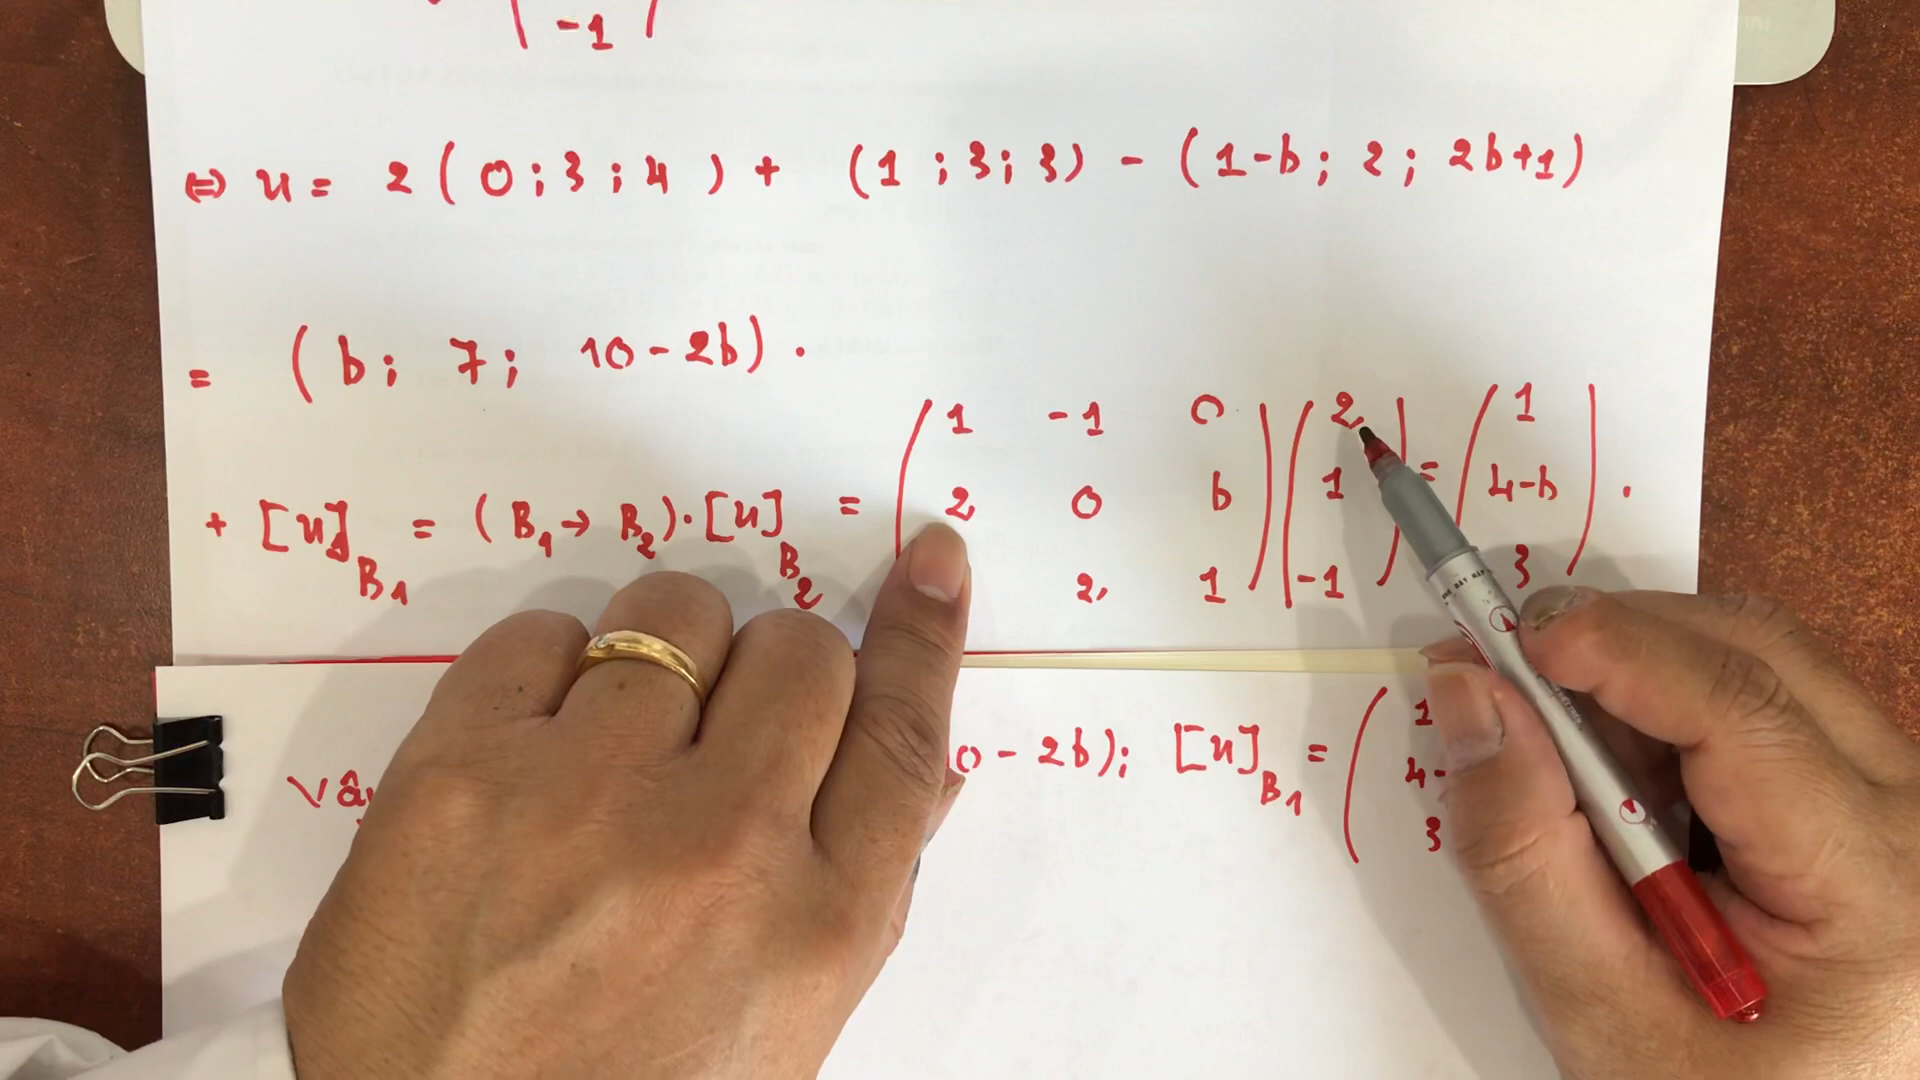 -1
⇔ u = 2 ( 0 ; 3 ; 4 ) + ( 1 ; 3 ; 3 ) - ( 1-b ; 2 ; 2b+1 )
= ( b ; 7 ; 10 - 2b ) .
1 -1 0 2 1
+ [u]B₁ = ( B₁ → B₂ ) . [u]B₂ = 2 0 b 1 = 4-b .
2 1 -1 3
1
0 - 2b ) ; [u]B₁ = 4-
3